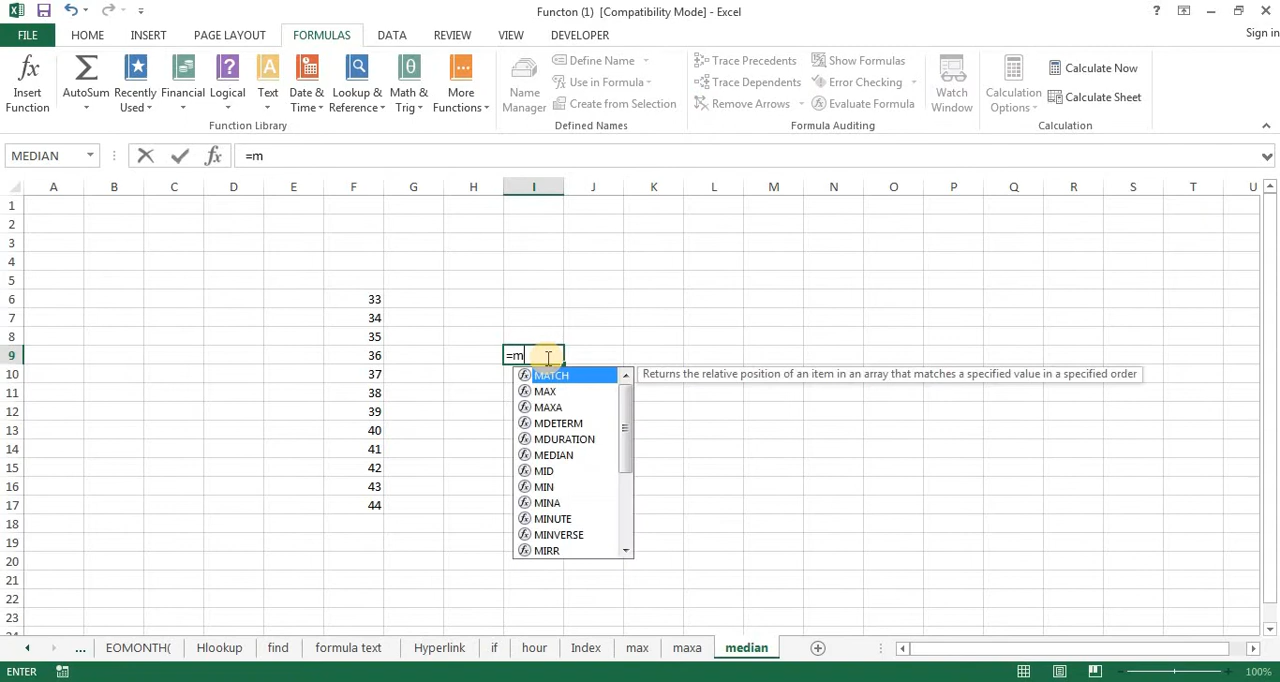 Functon (1) [Compatibility Mode] - Excel
?
FILE HOME INSERT PAGE LAYOUT FORMULAS DATA REVIEW VIEW DEVELOPER Sign in
Insert Function
AutoSum
Recently Used
Financial
Logical
Text
Date & Time
Lookup & Reference
Math & Trig
More Functions
Function Library
Name Manager
Define Name
Use in Formula
Create from Selection
Defined Names
Trace Precedents
Trace Dependents
Remove Arrows
Show Formulas
Error Checking
Evaluate Formula
Formula Auditing
Watch Window
Calculation Options
Calculate Now
Calculate Sheet
Calculation
MEDIAN fx =m
A B C D E F G H I J K L M N O P Q R S T U
1
2
3
4
5
6 33
7 34
8 35
9 36 =m
10 37
11 38
12 39
13 40
14 41
15 42
16 43
17 44
18
19
20
21
22
23
MATCH
MAX
MAXA
MDETERM
MDURATION
MEDIAN
MID
MIN
MINA
MINUTE
MINVERSE
MIRR
Returns the relative position of an item in an array that matches a specified value in a specified order
... EOMONTH( Hlookup find formula text Hyperlink if hour Index max maxa median
ENTER 100%